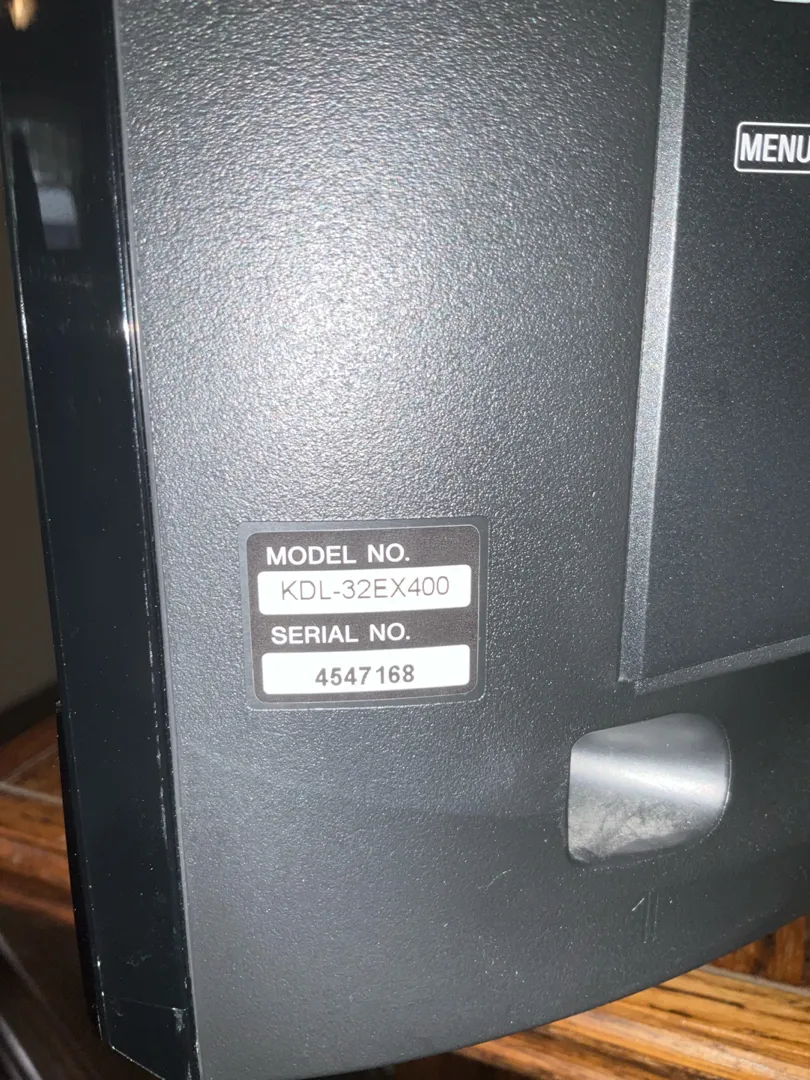 MENU
MODEL NO.
KDL-32EX400
SERIAL NO.
4547168